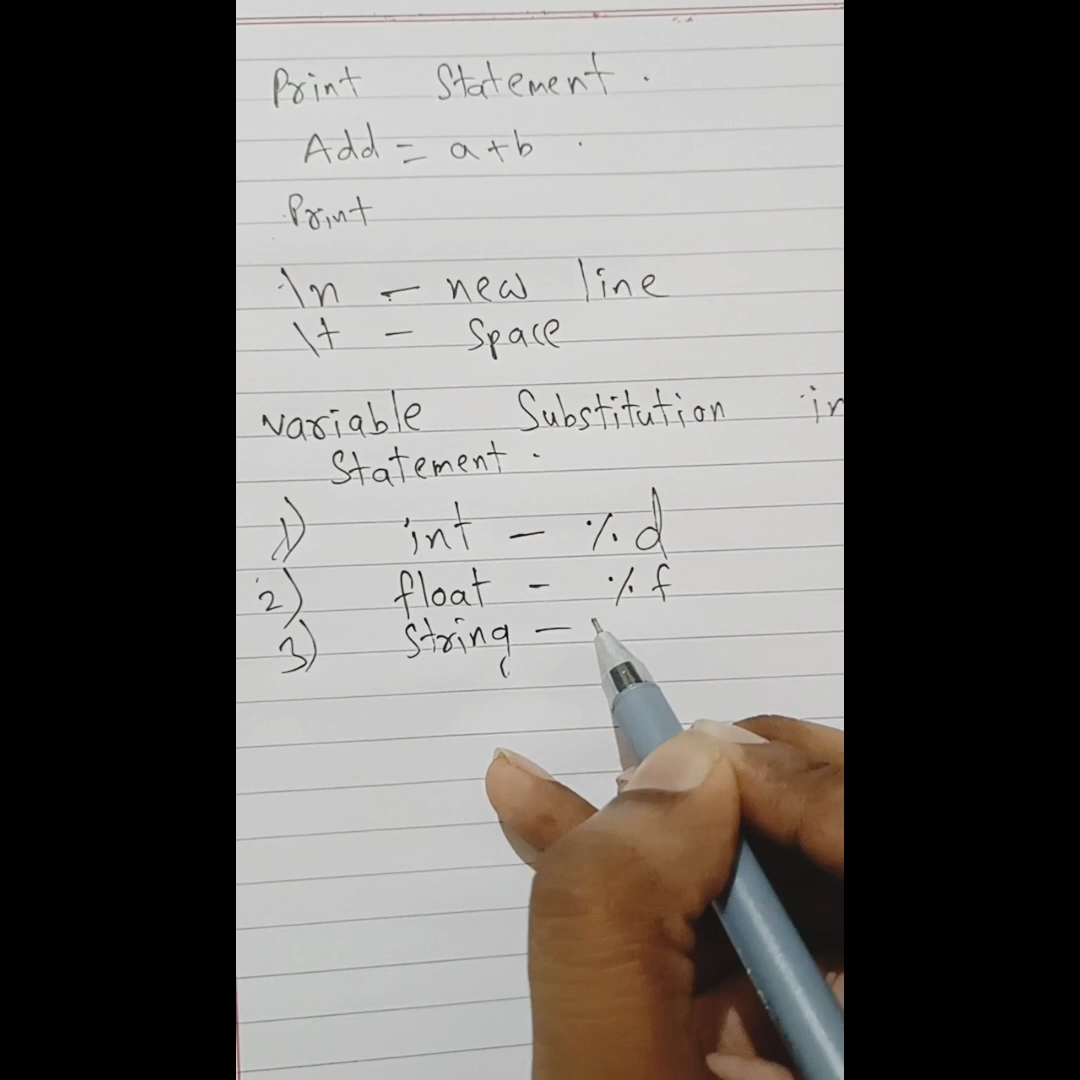 Print Statement.
Add = a+b.
Print
\n - new line
\t - Space
variable Substitution in
Statement.
1) int - %d
2) float - %f
3) string -